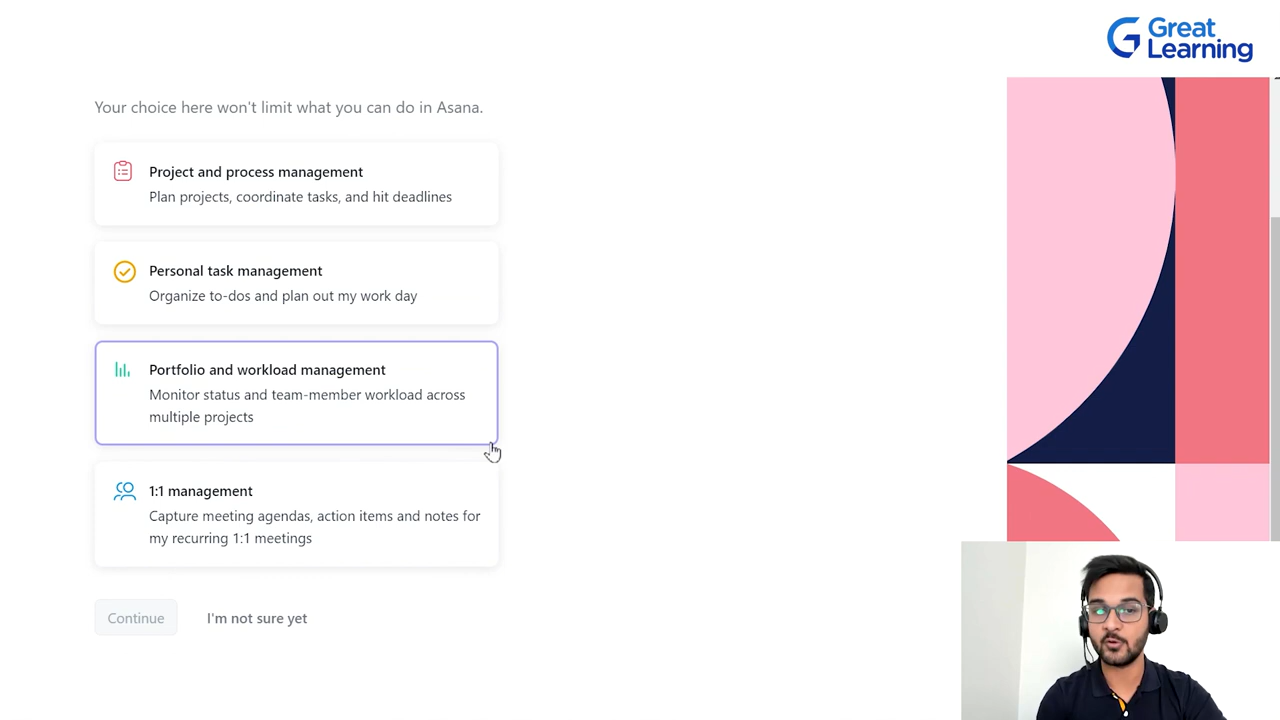 Great
Learning
Your choice here won't limit what you can do in Asana.
Project and process management
Plan projects, coordinate tasks, and hit deadlines
Personal task management
Organize to-dos and plan out my work day
Portfolio and workload management
Monitor status and team-member workload across
multiple projects
1:1 management
Capture meeting agendas, action items and notes for
my recurring 1:1 meetings
Continue
I'm not sure yet